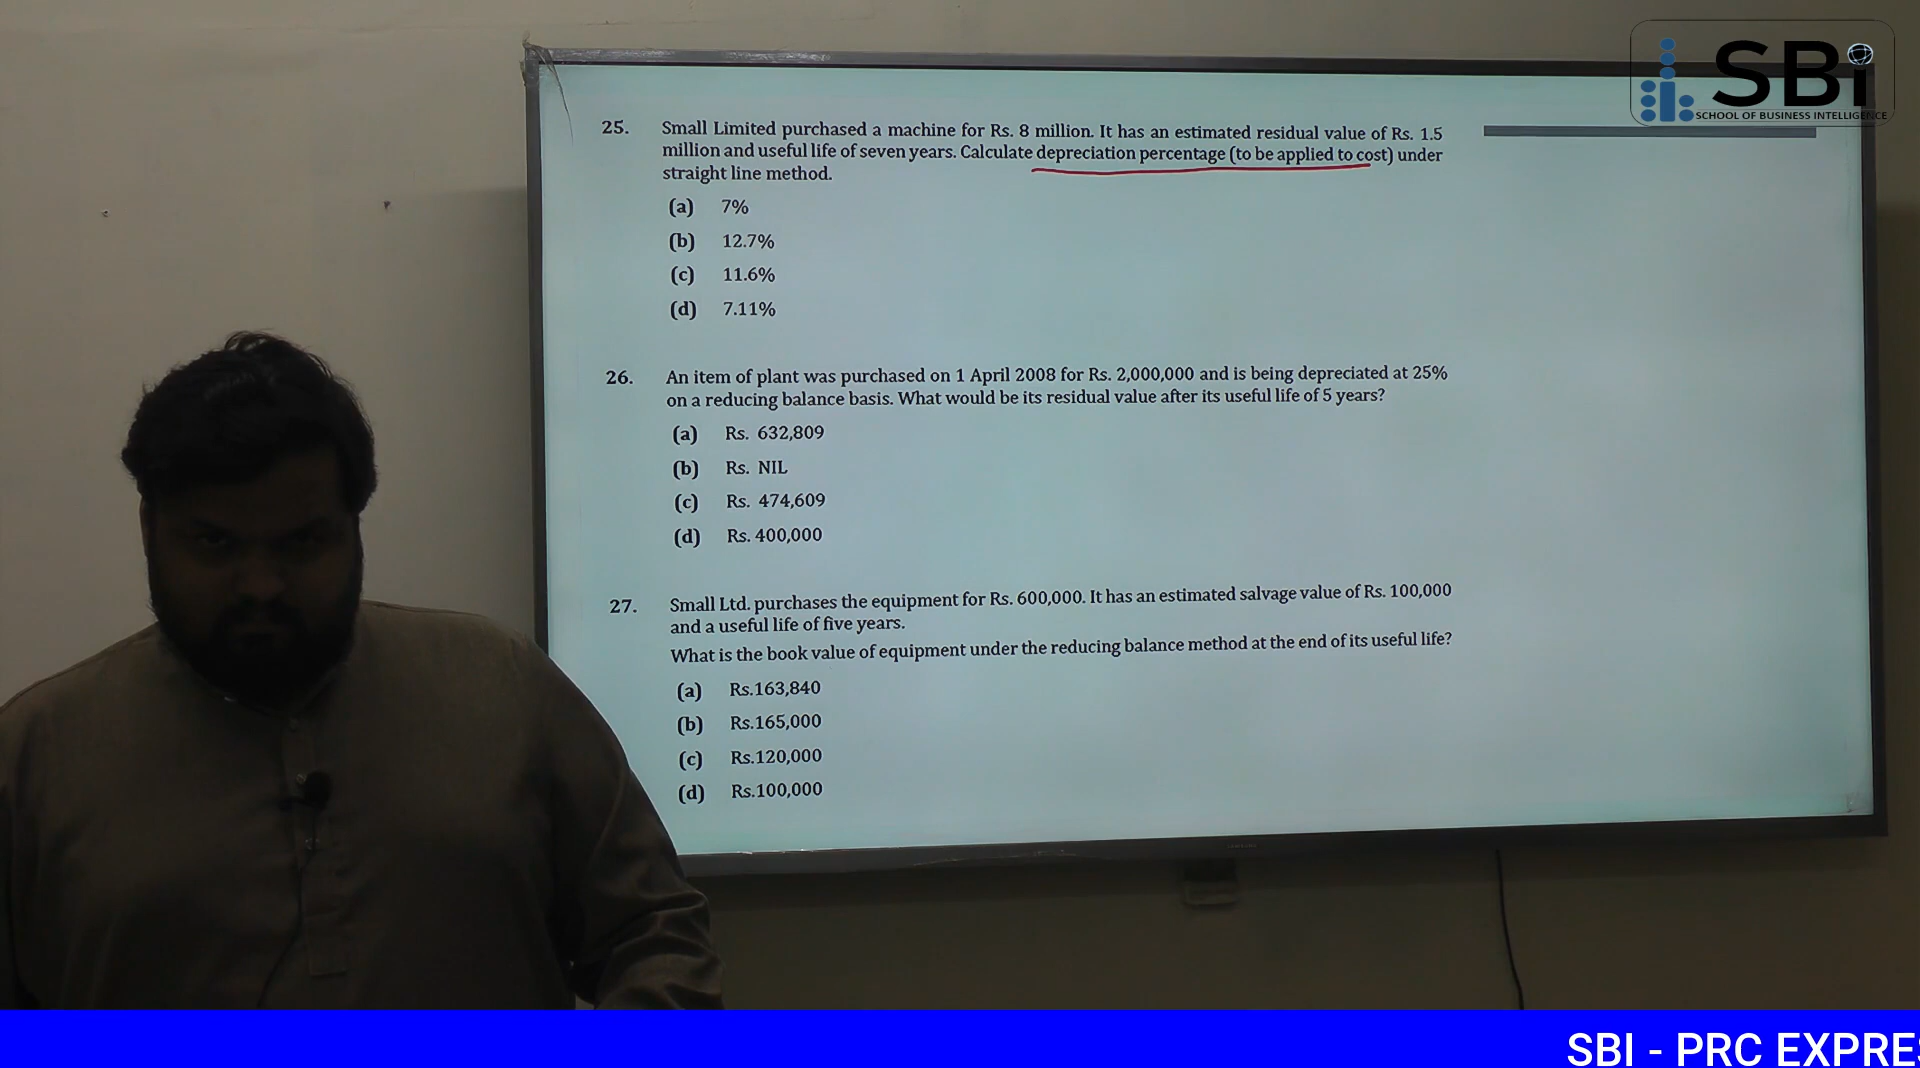 SBi
SCHOOL OF BUSINESS INTELLIGENCE
25. Small Limited purchased a machine for Rs. 8 million. It has an estimated residual value of Rs. 1.5
million and useful life of seven years. Calculate depreciation percentage (to be applied to cost) under
straight line method.
(a) 7%
(b) 12.7%
(c) 11.6%
(d) 7.11%
26. An item of plant was purchased on 1 April 2008 for Rs. 2,000,000 and is being depreciated at 25%
on a reducing balance basis. What would be its residual value after its useful life of 5 years?
(a) Rs. 632,809
(b) Rs. NIL
(c) Rs. 474,609
(d) Rs. 400,000
27. Small Ltd. purchases the equipment for Rs. 600,000. It has an estimated salvage value of Rs. 100,000
and a useful life of five years.
What is the book value of equipment under the reducing balance method at the end of its useful life?
(a) Rs.163,840
(b) Rs.165,000
(c) Rs.120,000
(d) Rs.100,000
SBI - PRC EXPRES